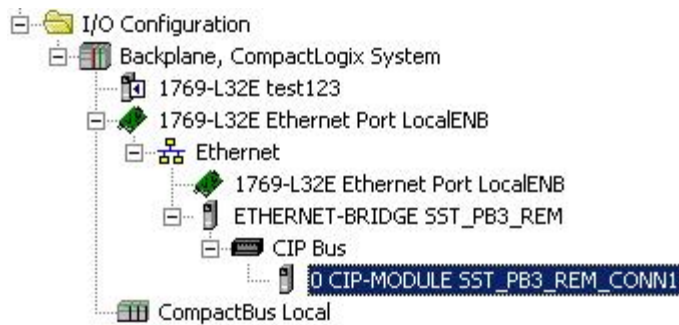 I/O Configuration
Backplane, CompactLogix System
1769-L32E test123
1769-L32E Ethernet Port LocalENB
Ethernet
1769-L32E Ethernet Port LocalENB
ETHERNET-BRIDGE SST_PB3_REM
CIP Bus
0 CIP-MODULE SST_PB3_REM_CONN1
CompactBus Local